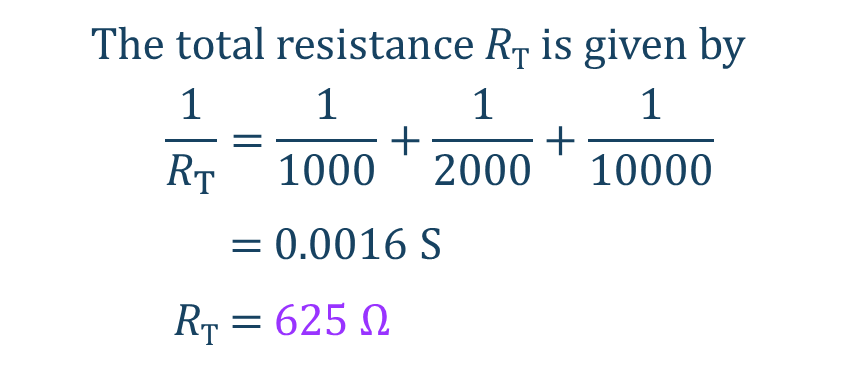 The total resistance R_T is given by
1/R_T = 1/1000 + 1/2000 + 1/10000
= 0.0016 S
R_T = 625 Ω